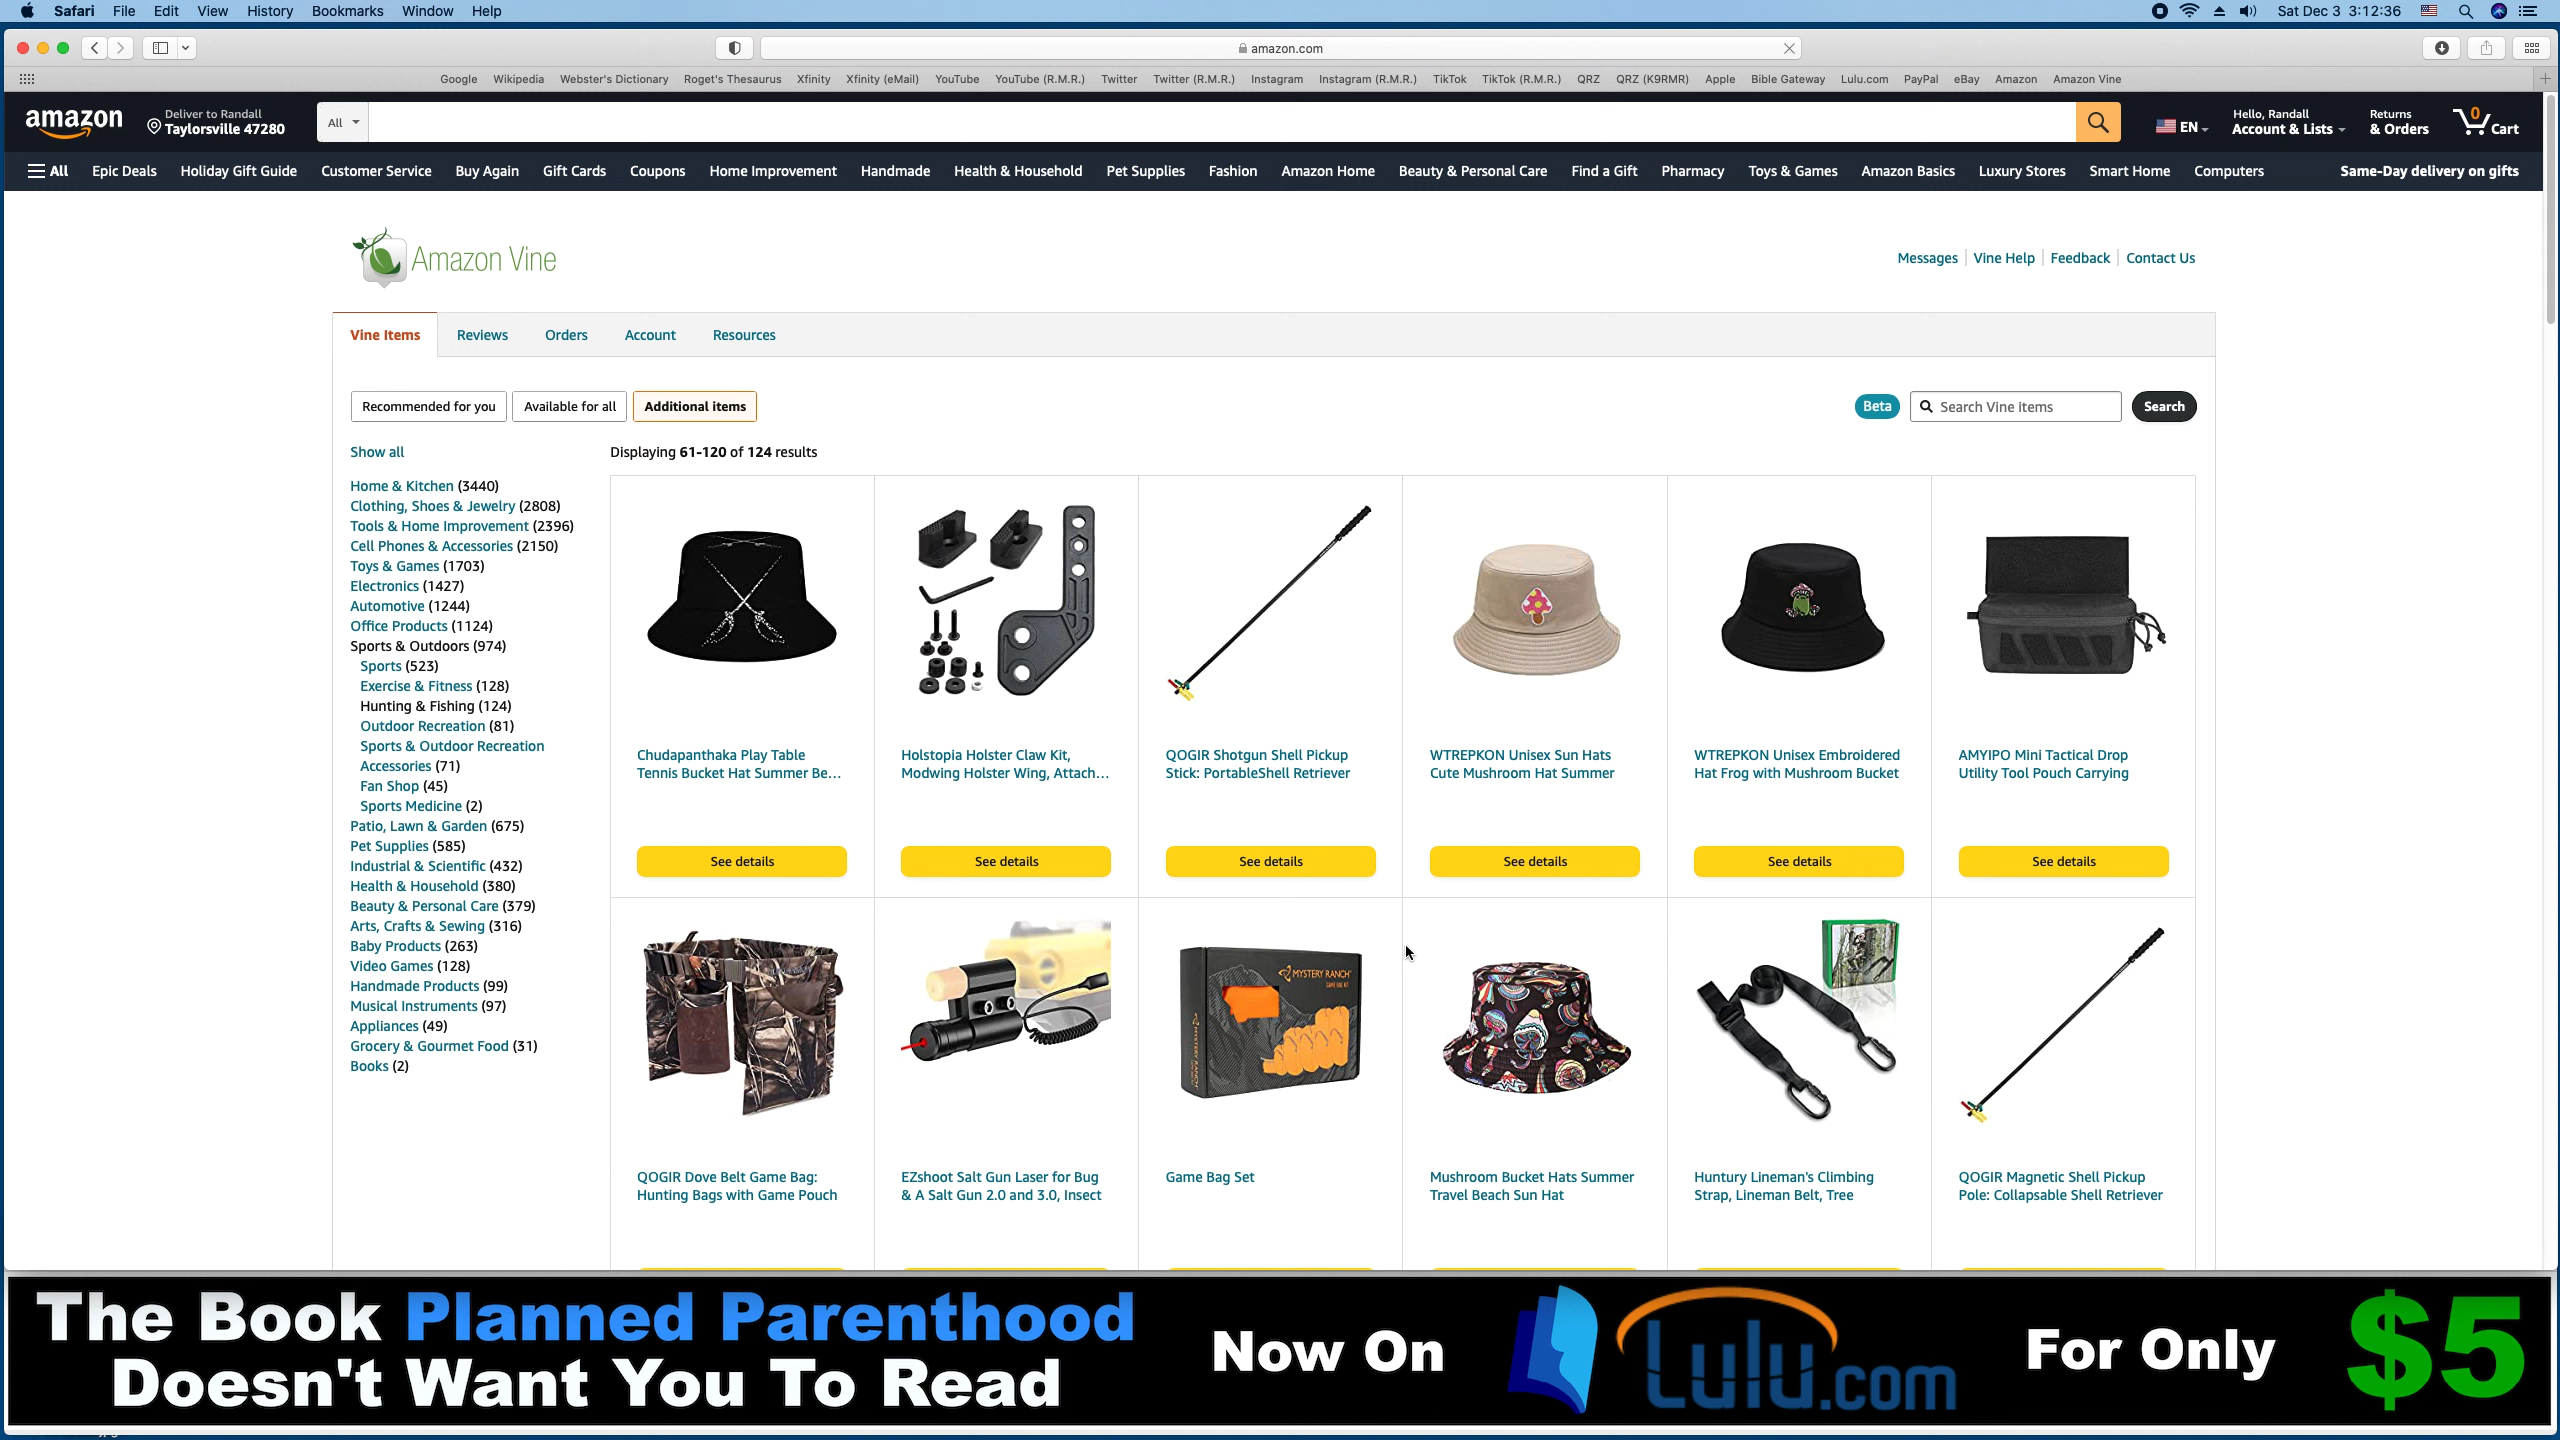 Safari File Edit View History Bookmarks Window Help Sat Dec 3 3:12:36
amazon.com
Google Wikipedia Webster's Dictionary Roget's Thesaurus Xfinity Xfinity (eMail) YouTube YouTube (R.M.R.) Twitter Twitter (R.M.R.) Instagram Instagram (R.M.R.) TikTok TikTok (R.M.R.) QRZ QRZ (K9RMR) Apple Bible Gateway Lulu.com PayPal eBay Amazon Amazon Vine
amazon Deliver to Randall Taylorsville 47280 All EN Hello, Randall Account & Lists Returns & Orders 0 Cart
All Epic Deals Holiday Gift Guide Customer Service Buy Again Gift Cards Coupons Home Improvement Handmade Health & Household Pet Supplies Fashion Amazon Home Beauty & Personal Care Find a Gift Pharmacy Toys & Games Amazon Basics Luxury Stores Smart Home Computers Same-Day delivery on gifts
Amazon Vine
Messages Vine Help Feedback Contact Us
Vine Items Reviews Orders Account Resources
Recommended for you Available for all Additional items Beta Search Vine items Search
Show all
Displaying 61-120 of 124 results
Home & Kitchen (3440)
Clothing, Shoes & Jewelry (2808)
Tools & Home Improvement (2396)
Cell Phones & Accessories (2150)
Toys & Games (1703)
Electronics (1427)
Automotive (1244)
Office Products (1124)
Sports & Outdoors (974)
Sports (523)
Exercise & Fitness (128)
Hunting & Fishing (124)
Outdoor Recreation (81)
Sports & Outdoor Recreation
Accessories (71)
Fan Shop (45)
Sports Medicine (2)
Patio, Lawn & Garden (675)
Pet Supplies (585)
Industrial & Scientific (432)
Health & Household (380)
Beauty & Personal Care (379)
Arts, Crafts & Sewing (316)
Baby Products (263)
Video Games (128)
Handmade Products (99)
Musical Instruments (97)
Appliances (49)
Grocery & Gourmet Food (31)
Books (2)
Chudapanthaka Play Table
Tennis Bucket Hat Summer Be...
Holstopia Holster Claw Kit,
Modwing Holster Wing, Attach...
QOGIR Shotgun Shell Pickup
Stick: PortableShell Retriever
WTREPKON Unisex Sun Hats
Cute Mushroom Hat Summer
WTREPKON Unisex Embroidered
Hat Frog with Mushroom Bucket
AMYIPO Mini Tactical Drop
Utility Tool Pouch Carrying
See details See details See details See details See details See details
MYSTERY RANCH
GAME BAG KIT
QOGIR Dove Belt Game Bag:
Hunting Bags with Game Pouch
EZshoot Salt Gun Laser for Bug
& A Salt Gun 2.0 and 3.0, Insect
Game Bag Set
Mushroom Bucket Hats Summer
Travel Beach Sun Hat
Huntury Lineman's Climbing
Strap, Lineman Belt, Tree
QOGIR Magnetic Shell Pickup
Pole: Collapsable Shell Retriever
The Book Planned Parenthood
Doesn't Want You To Read
Now On
Lulu.com
For Only
$5